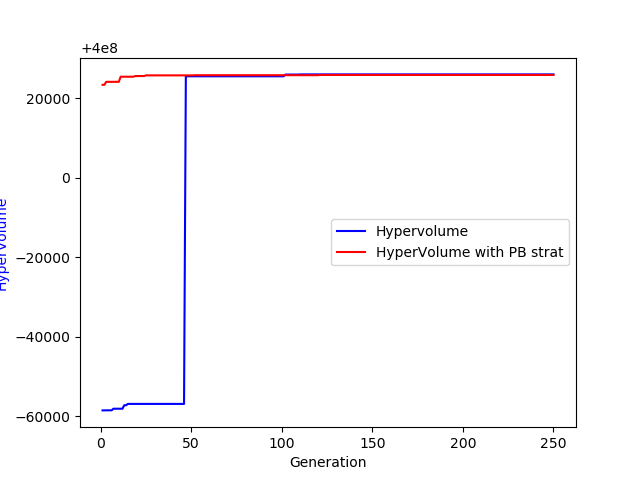 +4e8
20000
0
−20000
−40000
−60000
HyperVolume
Hypervolume
HyperVolume with PB strat
0
50
100
150
200
250
Generation